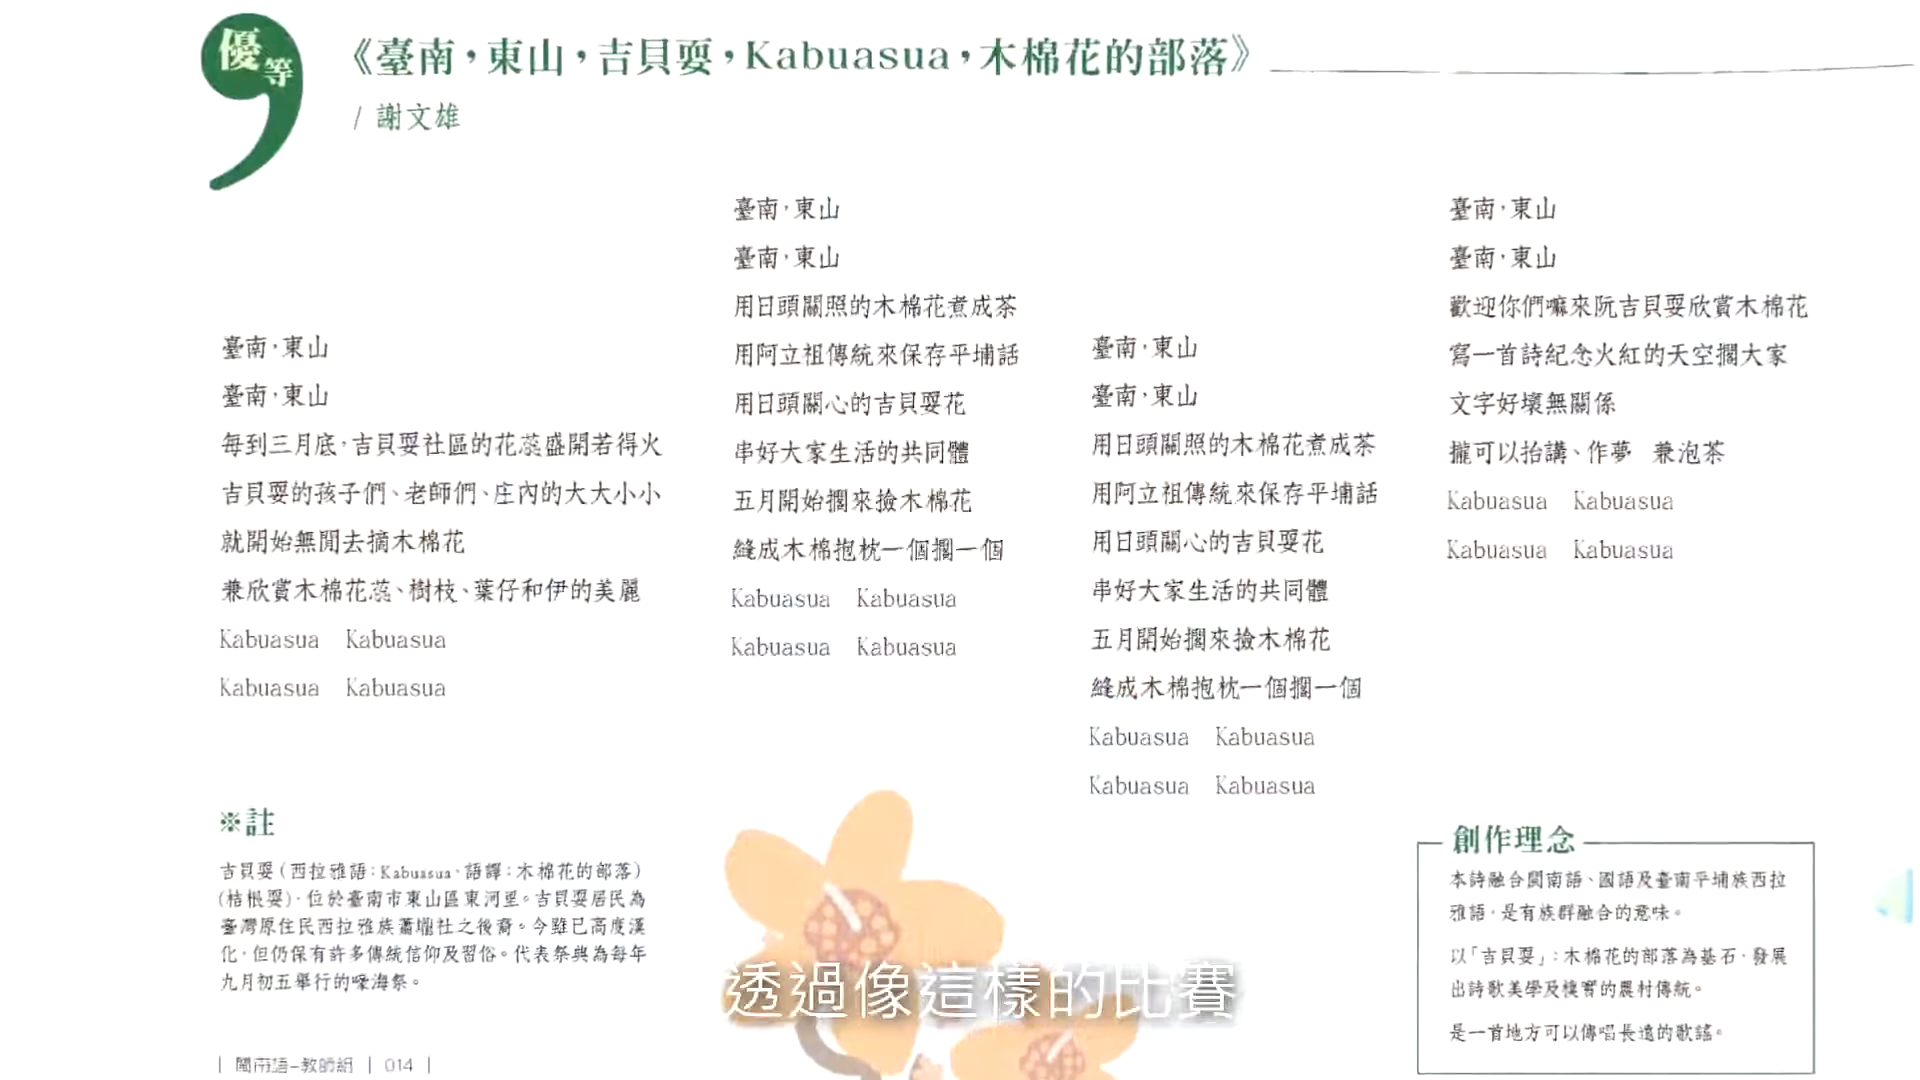 優等
《臺南，東山，吉貝耍，Kabuasua，木棉花的部落》
/ 謝文雄
臺南，東山
臺南，東山
每到三月底，吉貝耍社區的花蕊盛開若得火
吉貝耍的孩子們、老師們、庄內的大大小小
就開始無閒去摘木棉花
兼欣賞木棉花蕊、樹枝、葉仔和伊的美麗
Kabuasua Kabuasua
Kabuasua Kabuasua
臺南，東山
臺南，東山
用日頭關照的木棉花煮成茶
用阿立祖傳統來保存平埔話
用日頭關心的吉貝耍花
串好大家生活的共同體
五月開始擱來撿木棉花
縫成木棉抱枕一個擱一個
Kabuasua Kabuasua
Kabuasua Kabuasua
臺南，東山
臺南，東山
用日頭關照的木棉花煮成茶
用阿立祖傳統來保存平埔話
用日頭關心的吉貝耍花
串好大家生活的共同體
五月開始擱來撿木棉花
縫成木棉抱枕一個擱一個
Kabuasua Kabuasua
Kabuasua Kabuasua
臺南，東山
臺南，東山
歡迎你們嘛來阮吉貝耍欣賞木棉花
寫一首詩紀念火紅的天空擱大家
文字好壞無關係
攏可以抬講、作夢 兼泡茶
Kabuasua Kabuasua
Kabuasua Kabuasua
※註
吉貝耍（西拉雅語：Kabuasua，語譯：木棉花的部落）
（桔根耍），位於臺南市東山區東河里。吉貝耍居民為
臺灣原住民西拉雅族蕭壠社之後裔。今雖已高度漢
化，但仍保有許多傳統信仰及習俗。代表祭典為每年
九月初五舉行的嚎海祭。
創作理念
本詩融合閩南語、國語及臺南平埔族西拉
雅語，是有族群融合的意味。
以「吉貝耍」：木棉花的部落為基石，發展
出詩歌美學及樸實的農村傳統。
是一首地方可以傳唱長遠的歌謠。
透過像這樣的比賽
| 閩南語-教師組 | 014 |